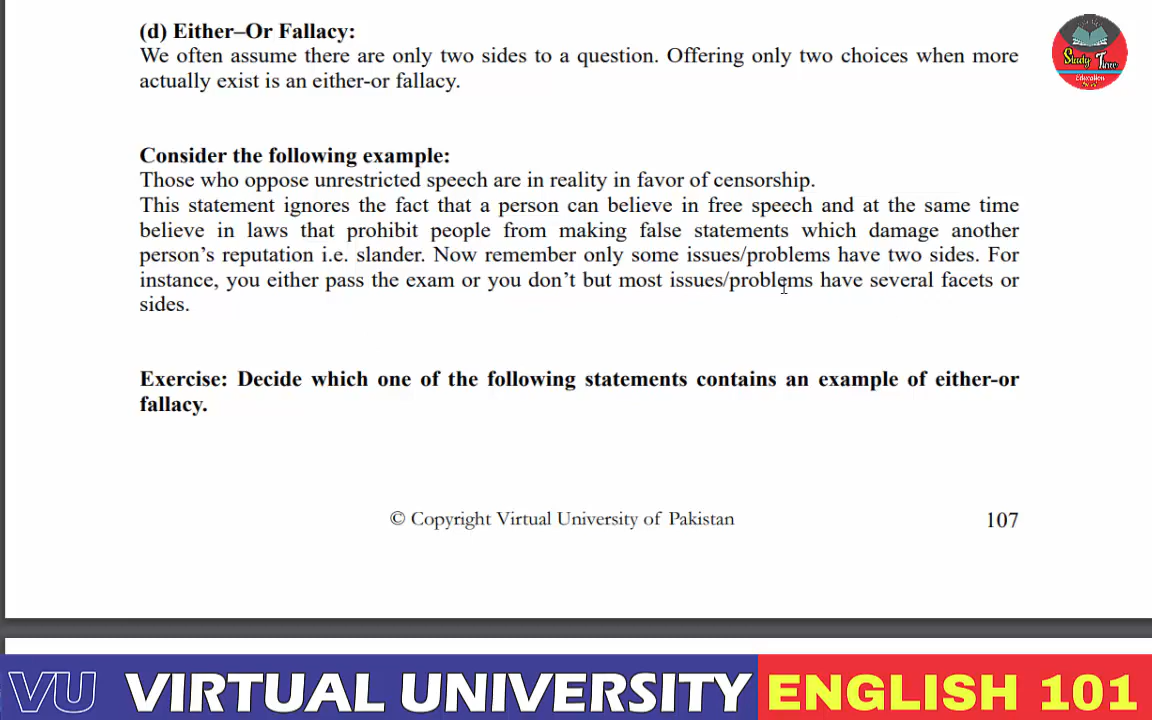 (d) Either–Or Fallacy:
We often assume there are only two sides to a question. Offering only two choices when more
actually exist is an either-or fallacy.
Study Time
Education
Consider the following example:
Those who oppose unrestricted speech are in reality in favor of censorship.
This statement ignores the fact that a person can believe in free speech and at the same time
believe in laws that prohibit people from making false statements which damage another
person's reputation i.e. slander. Now remember only some issues/problems have two sides. For
instance, you either pass the exam or you don't but most issues/problems have several facets or
sides.
Exercise: Decide which one of the following statements contains an example of either-or
fallacy.
© Copyright Virtual University of Pakistan
107
VU VIRTUAL UNIVERSITY ENGLISH 101